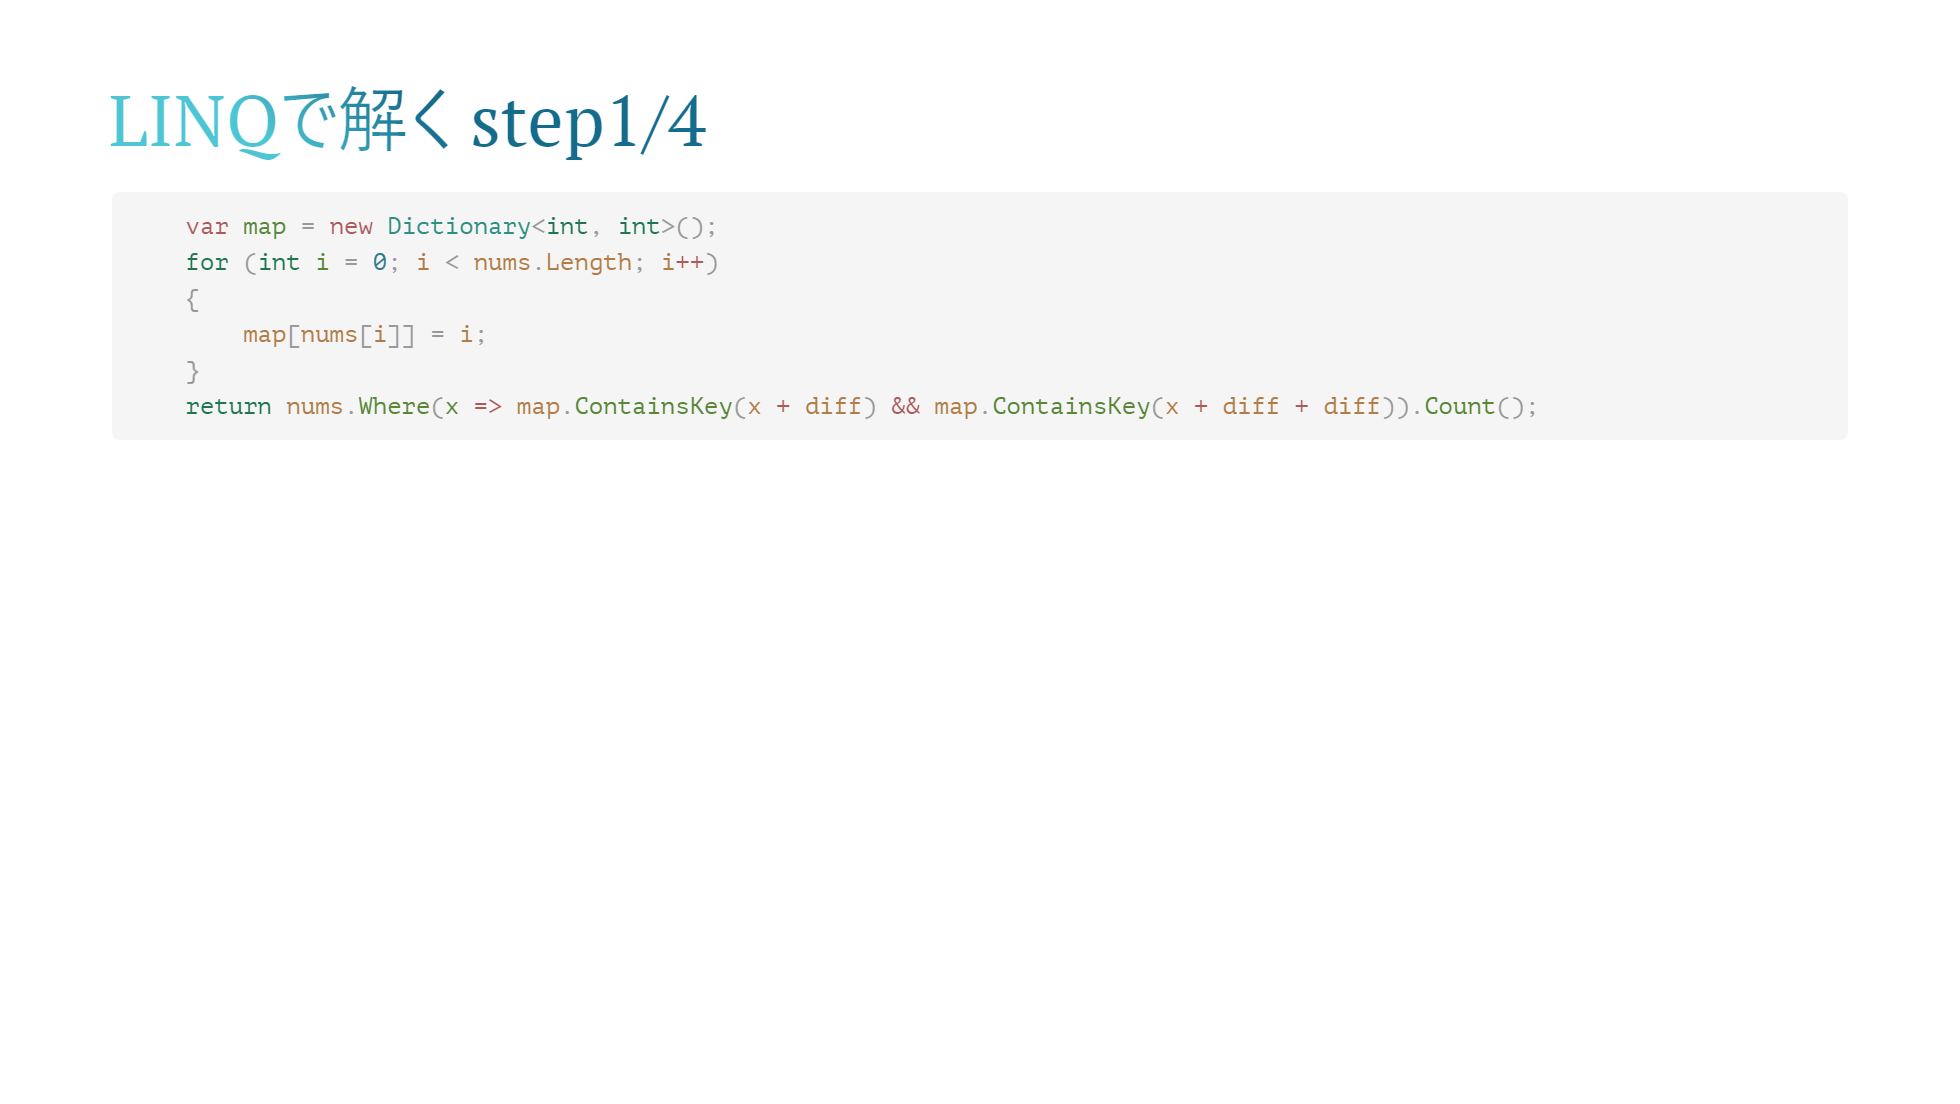 LINQで解く step1/4
var map = new Dictionary<int, int>();
for (int i = 0; i < nums.Length; i++)
{
    map[nums[i]] = i;
}
return nums.Where(x => map.ContainsKey(x + diff) && map.ContainsKey(x + diff + diff)).Count();